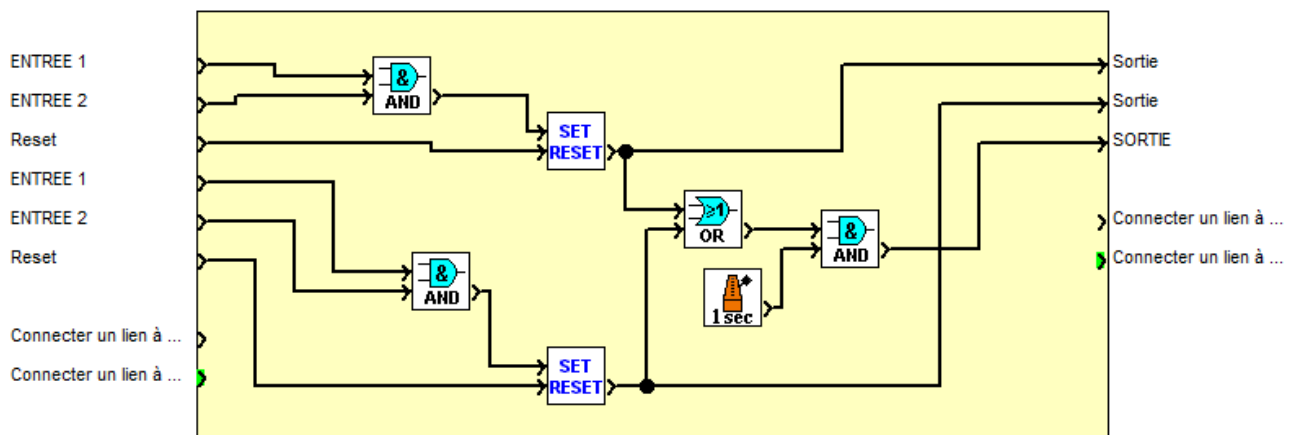 ENTREE 1
ENTREE 2
Reset
ENTREE 1
ENTREE 2
Reset
Connecter un lien à ...
Connecter un lien à ...
&
AND
SET
RESET
&
AND
SET
RESET
≥1
OR
1 sec
&
AND
Sortie
Sortie
SORTIE
Connecter un lien à ...
Connecter un lien à ...